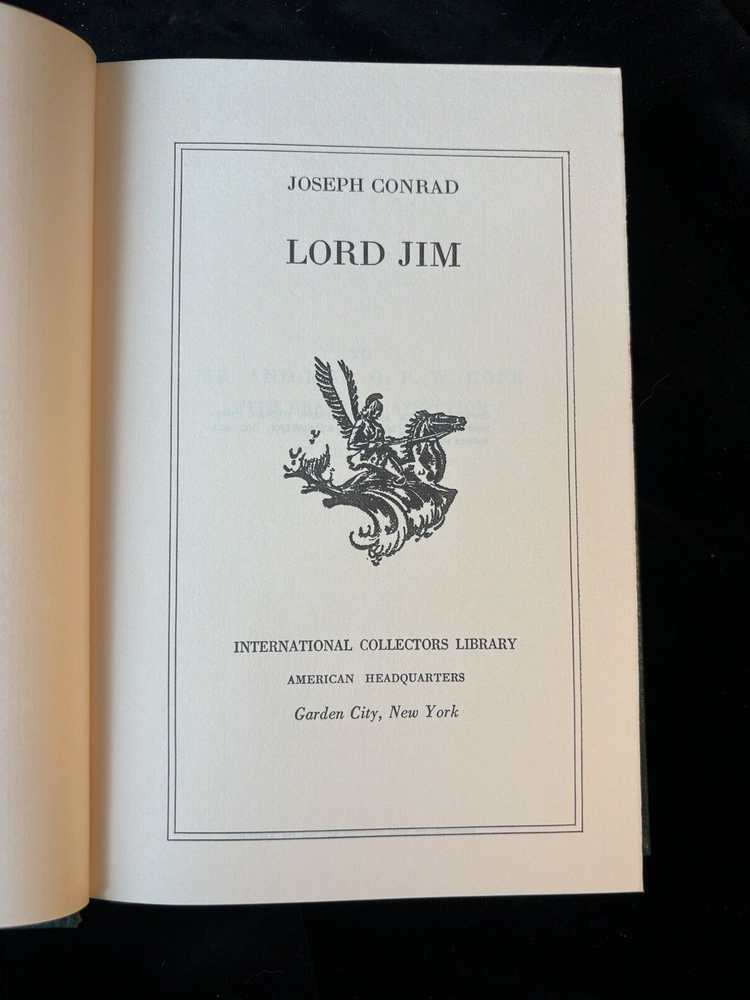 JOSEPH CONRAD
LORD JIM
INTERNATIONAL COLLECTORS LIBRARY
AMERICAN HEADQUARTERS
Garden City, New York